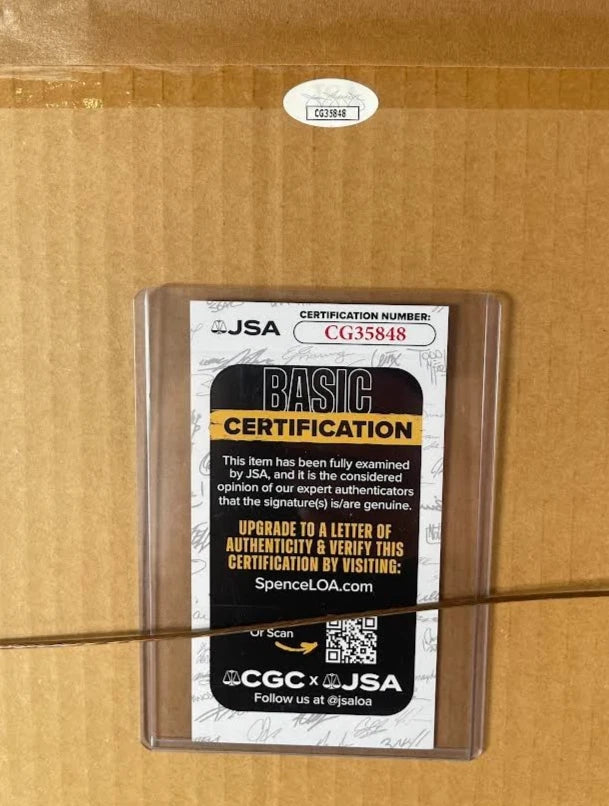 CG35848
JSA
CERTIFICATION NUMBER:
CG35848
BASIC
CERTIFICATION
This item has been fully examined
by JSA, and it is the considered
opinion of our expert authenticators
that the signature(s) is/are genuine.
UPGRADE TO A LETTER OF
AUTHENTICITY & VERIFY THIS
CERTIFICATION BY VISITING:
SpenceLOA.com
Or Scan
CGC x JSA
Follow us at @jsaloa